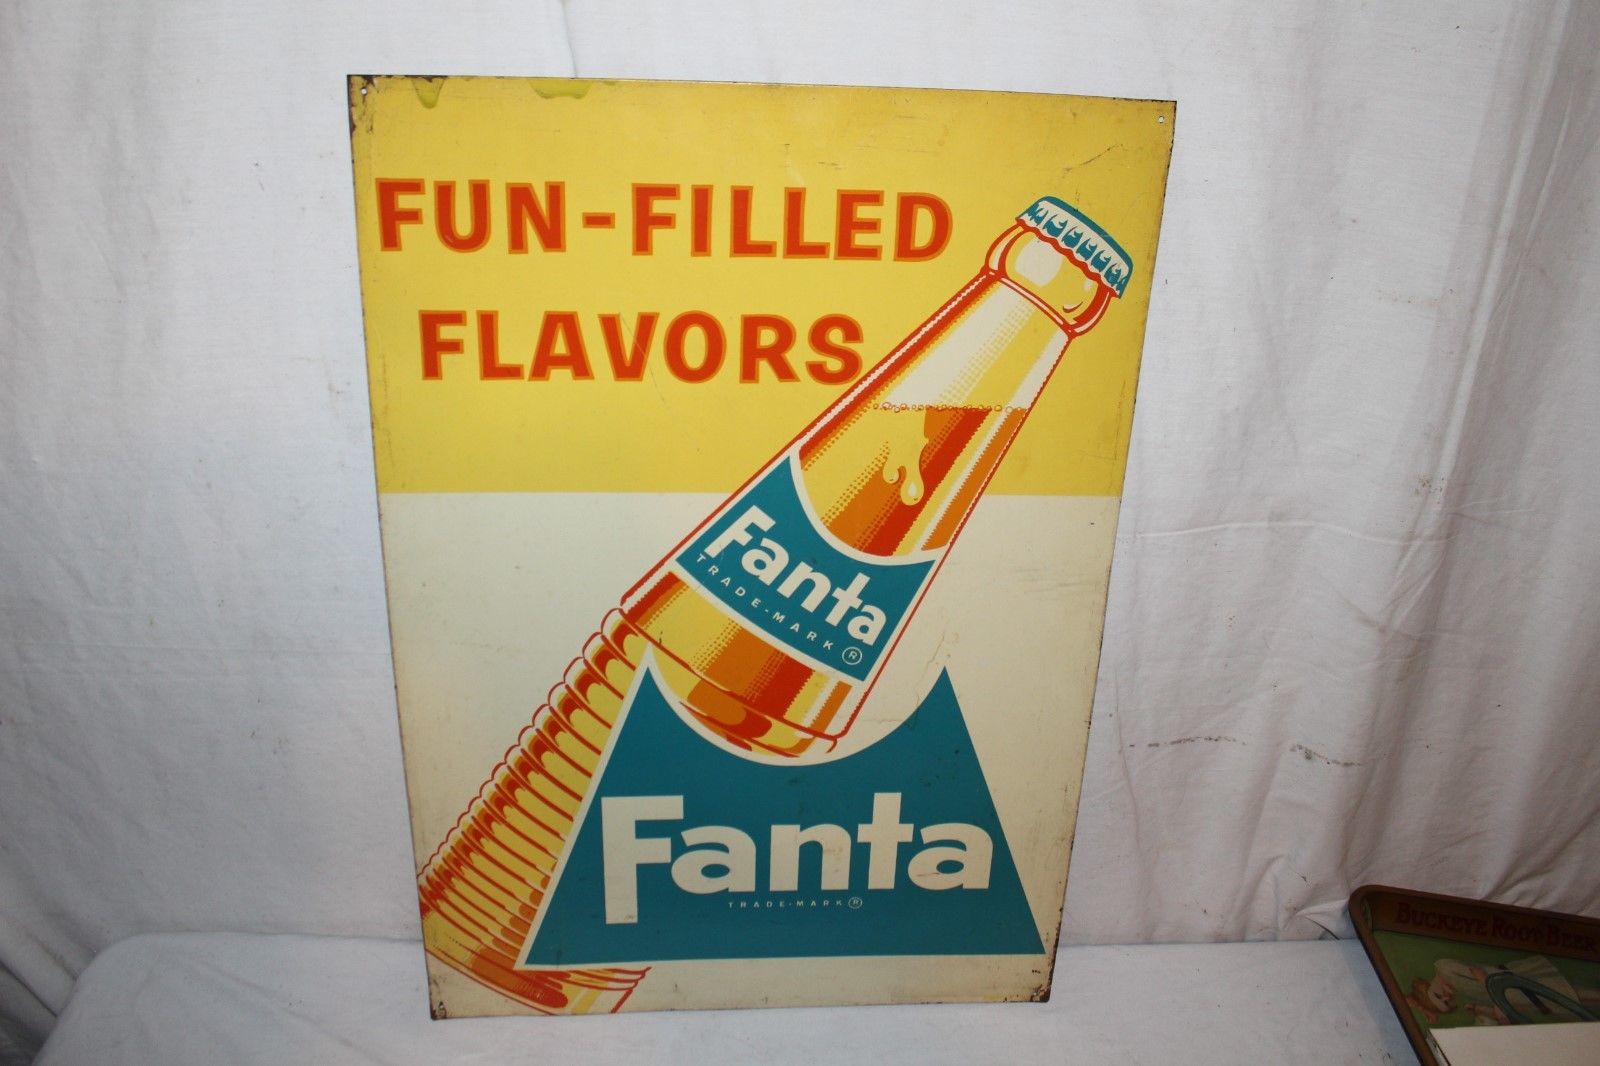 FUN-FILLED
FLAVORS
Fanta
TRADE-MARK ®
Fanta
TRADE-MARK ®
BUCKEYE ROOT BEER